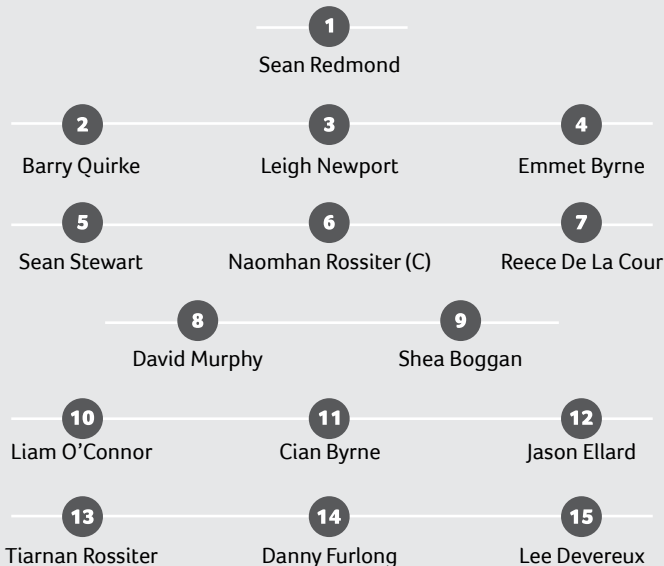 1
Sean Redmond
2 3 4
Barry Quirke Leigh Newport Emmet Byrne
5 6 7
Sean Stewart Naomhan Rossiter (C) Reece De La Cour
8 9
David Murphy Shea Boggan
10 11 12
Liam O’Connor Cian Byrne Jason Ellard
13 14 15
Tiarnan Rossiter Danny Furlong Lee Devereux